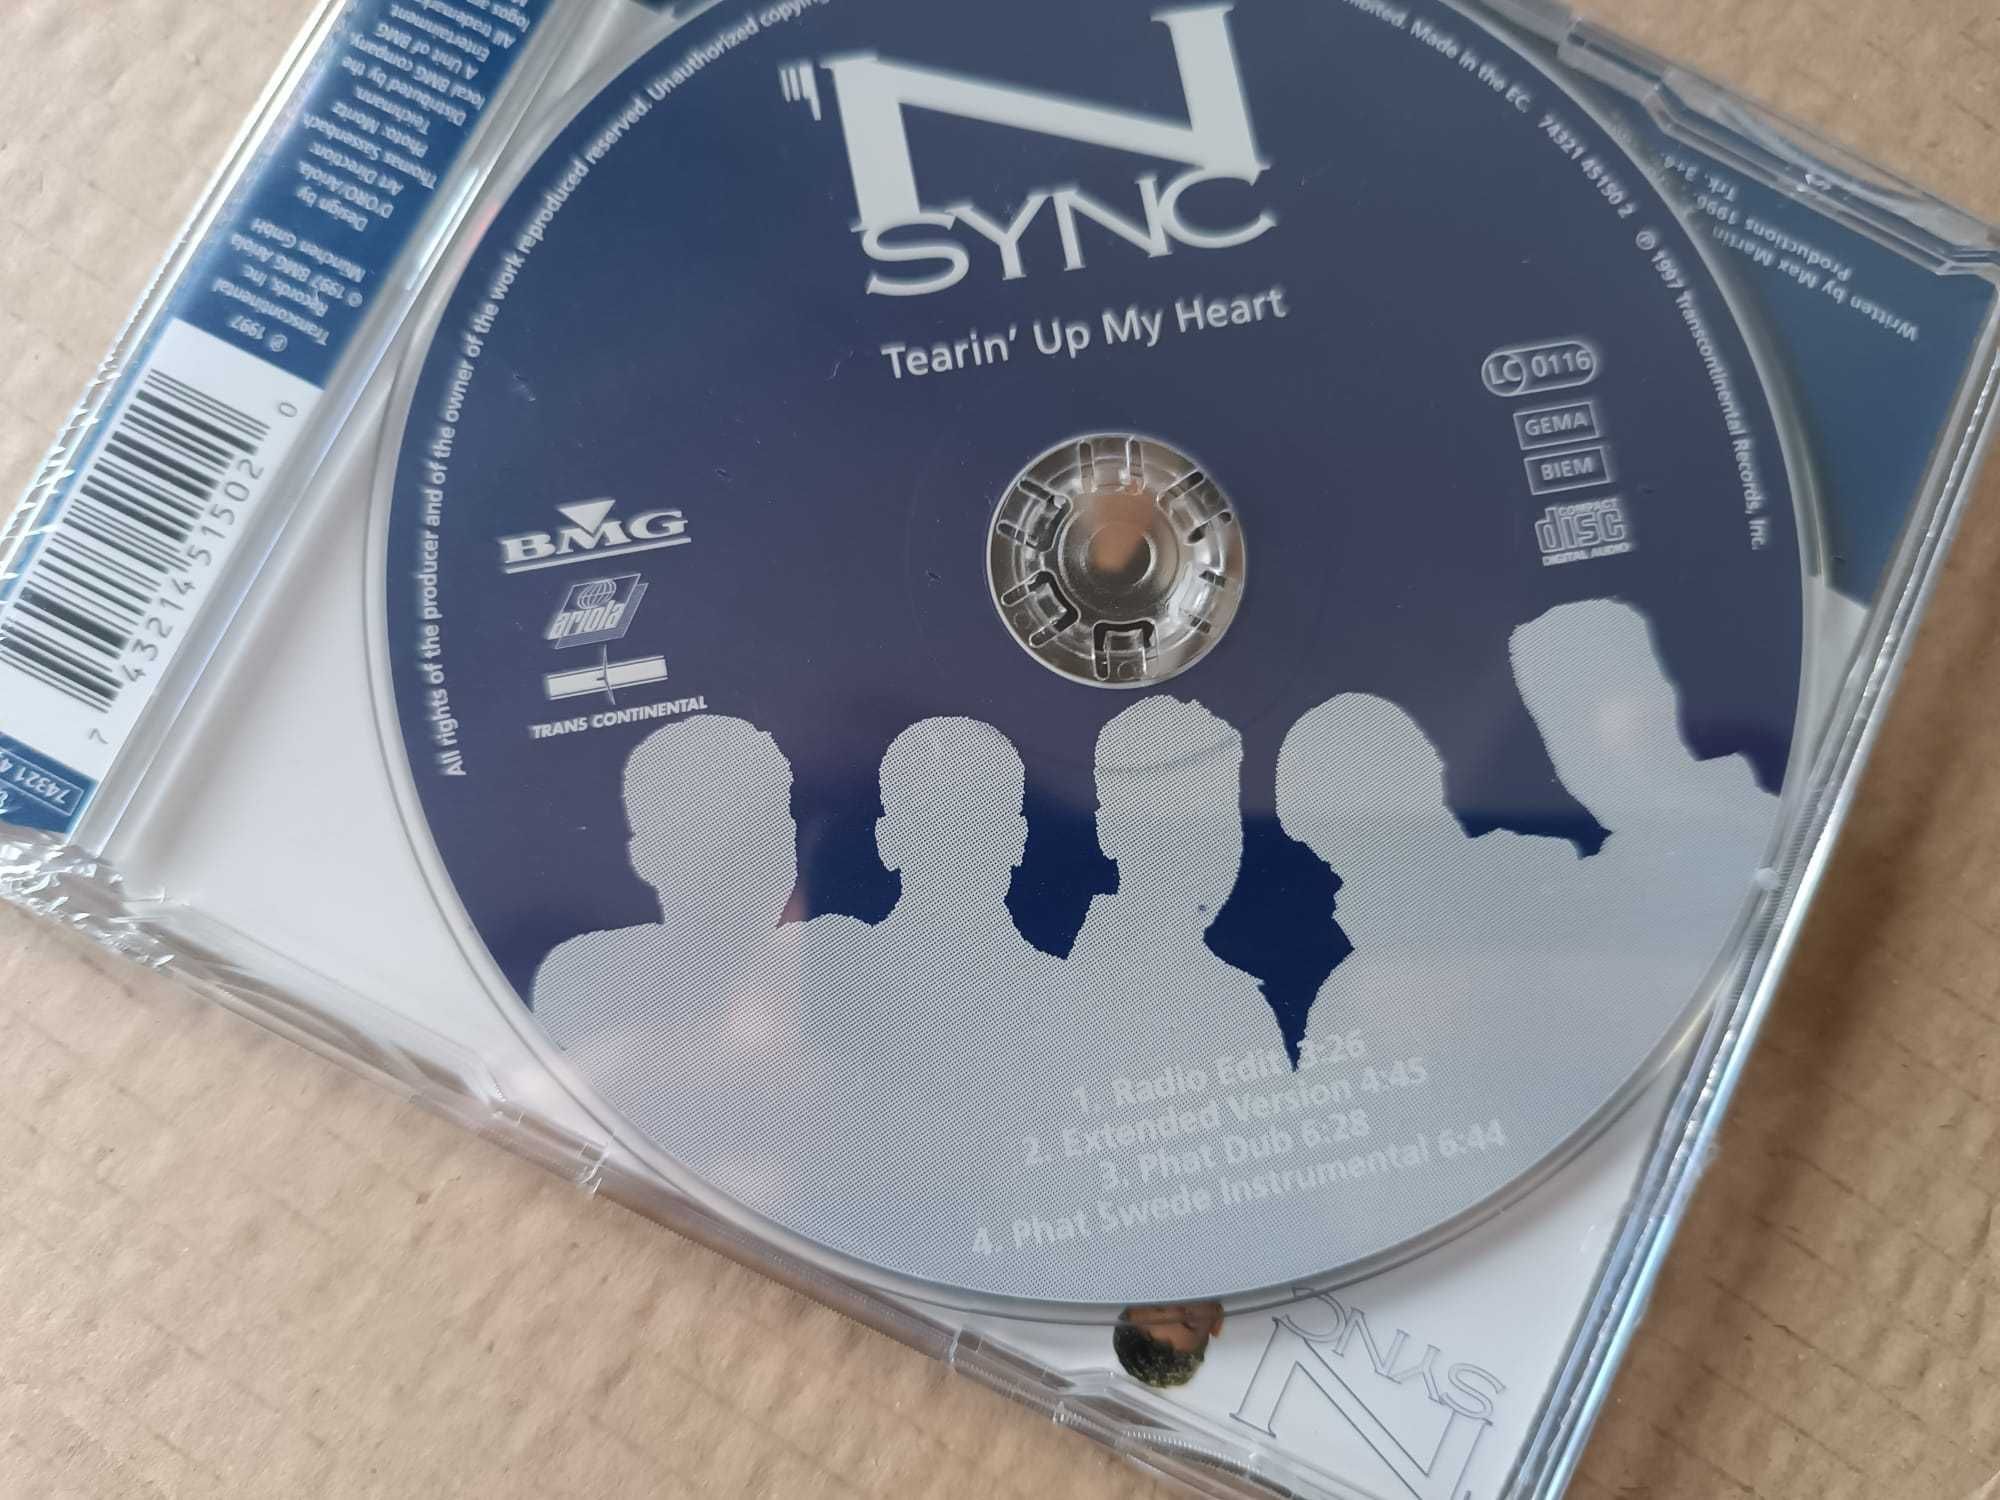 'N
SYNC
Tearin' Up My Heart
LC 0116
GEMA
BIEM
COMPACT
disc
DIGITAL AUDIO
BMG
ariola
TRANS CONTINENTAL
1. Radio Edit 3:26
2. Extended Version 4:45
3. Phat Dub 6:28
4. Phat Swede Instrumental 6:44
All rights of the producer and of the owner of the work reproduced reserved. Unauthorized copying
Made in the EC. 74321 45150 2 ℗ 1997 Transcontinental Records, Inc.
℗ 1997
Transcontinental
Records, Inc.
© 1997 BMG Ariola
München GmbH
Design by
D'ORO/Ariola.
Art Direction:
Thomas Sassenbach.
Photo: Moritz
Teichmann.
Distributed by the
local BMG company.
A Unit of BMG
entertainment
All trademarks
logos
7 43214 51502 0
74321 4
Written by Max Martin
Productions 1996.
Trk. 3+4
SYNC
N